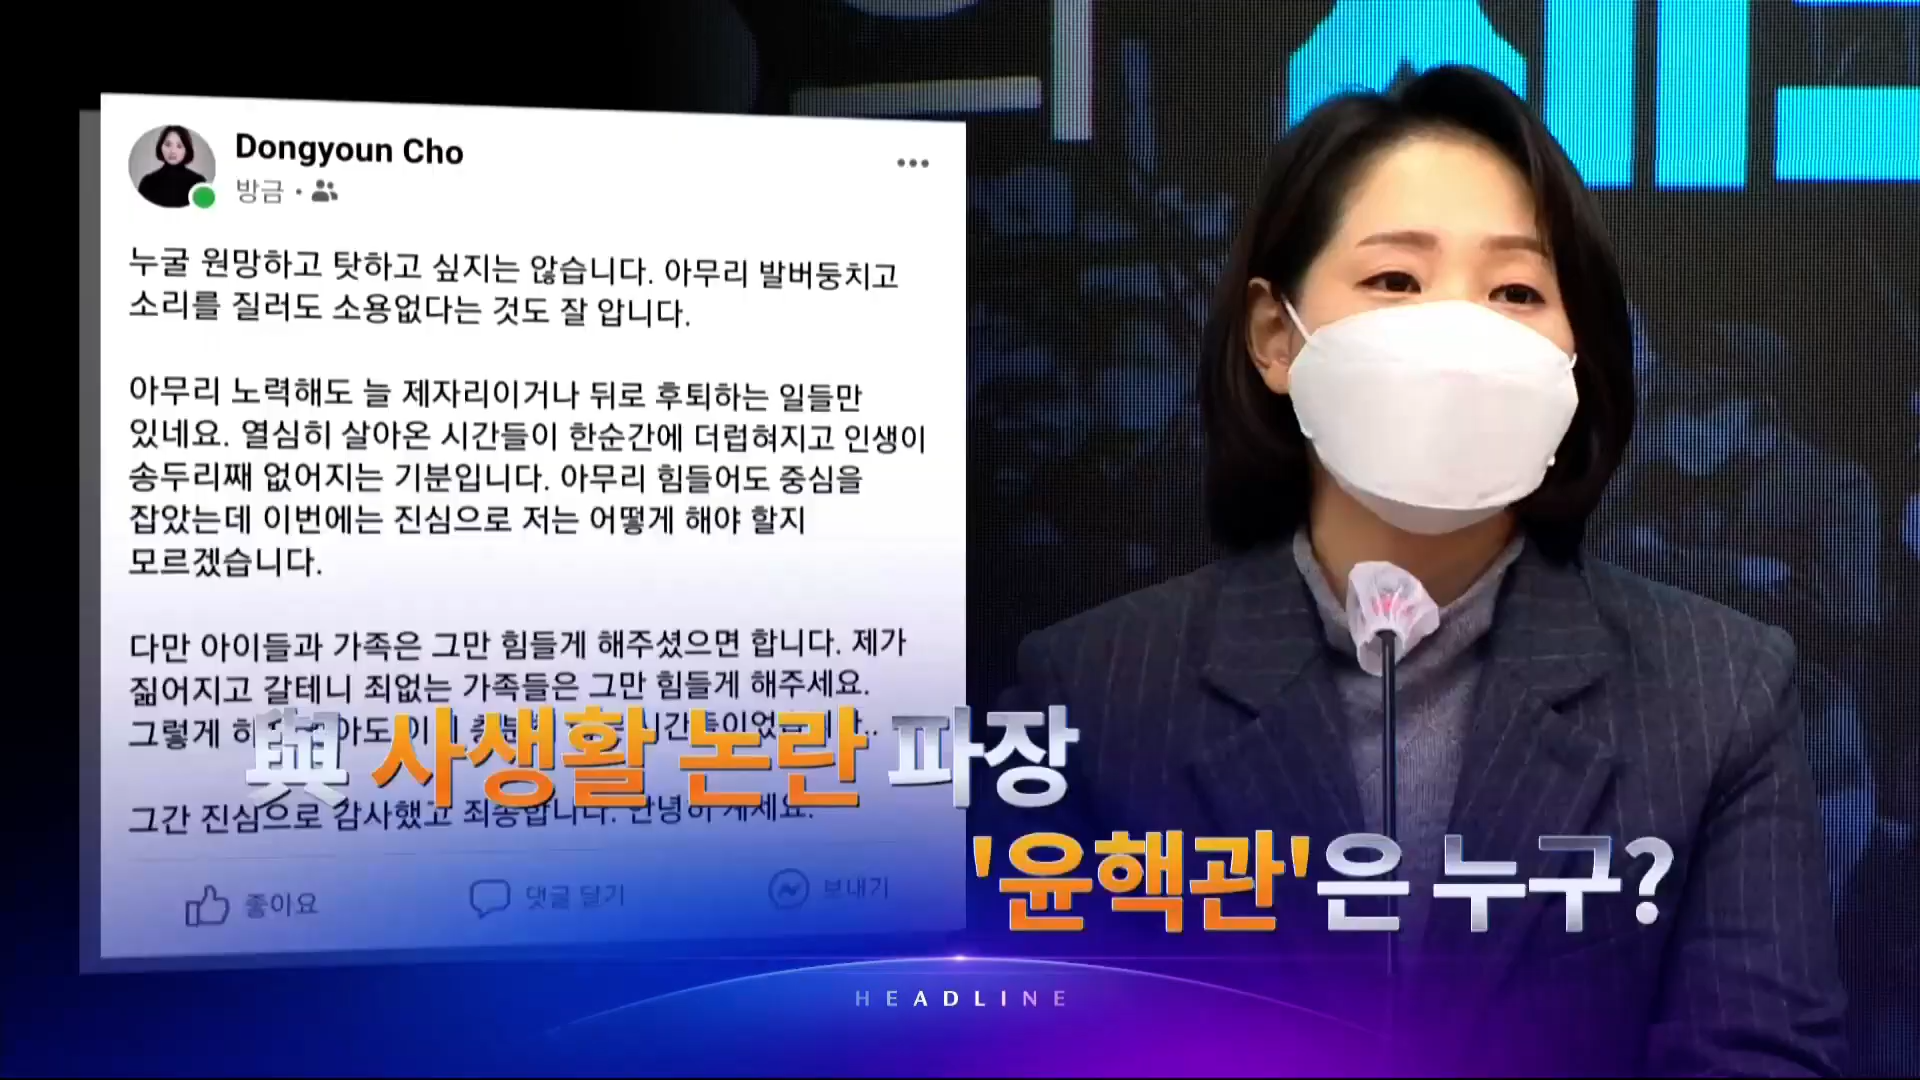 Dongyoun Cho
방금
누굴 원망하고 탓하고 싶지는 않습니다. 아무리 발버둥치고
소리를 질러도 소용없다는 것도 잘 압니다.
아무리 노력해도 늘 제자리이거나 뒤로 후퇴하는 일들만
있네요. 열심히 살아온 시간들이 한순간에 더럽혀지고 인생이
송두리째 없어지는 기분입니다. 아무리 힘들어도 중심을
잡았는데 이번에는 진심으로 저는 어떻게 해야 할지
모르겠습니다.
다만 아이들과 가족은 그만 힘들게 해주셨으면 합니다. 제가
짊어지고 갈테니 죄없는 가족들은 그만 힘들게 해주세요.
그렇게
그간 진심으로 감사했고 죄송합니다. 안녕히 계세요.
좋아요 댓글 달기 보내기
與 사생활 논란 파장
'윤핵관'은 누구?
HEADLINE